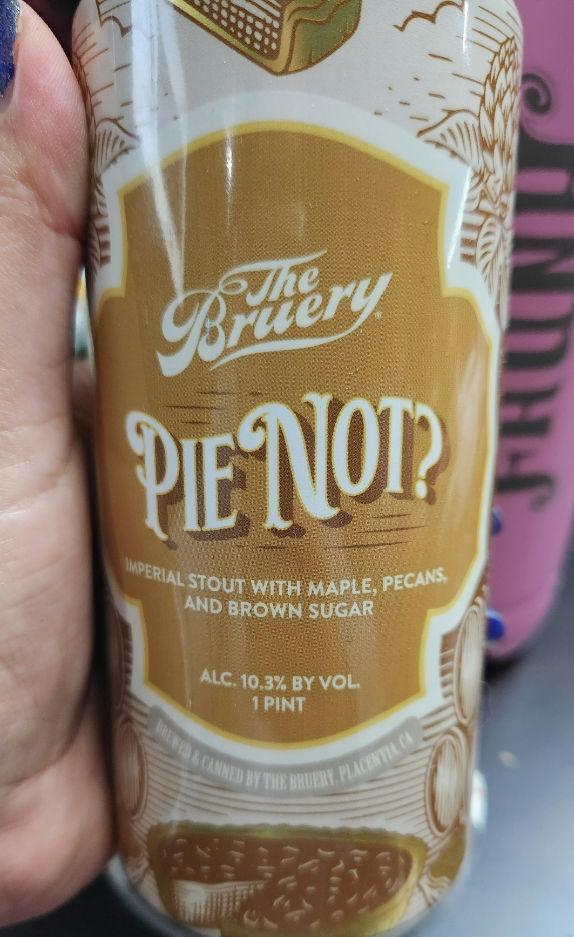 The
Bruery®
PIE NOT?
IMPERIAL STOUT WITH MAPLE, PECANS,
AND BROWN SUGAR
ALC. 10.3% BY VOL.
1 PINT
BREWED & CANNED BY THE BRUERY, PLACENTIA, CA